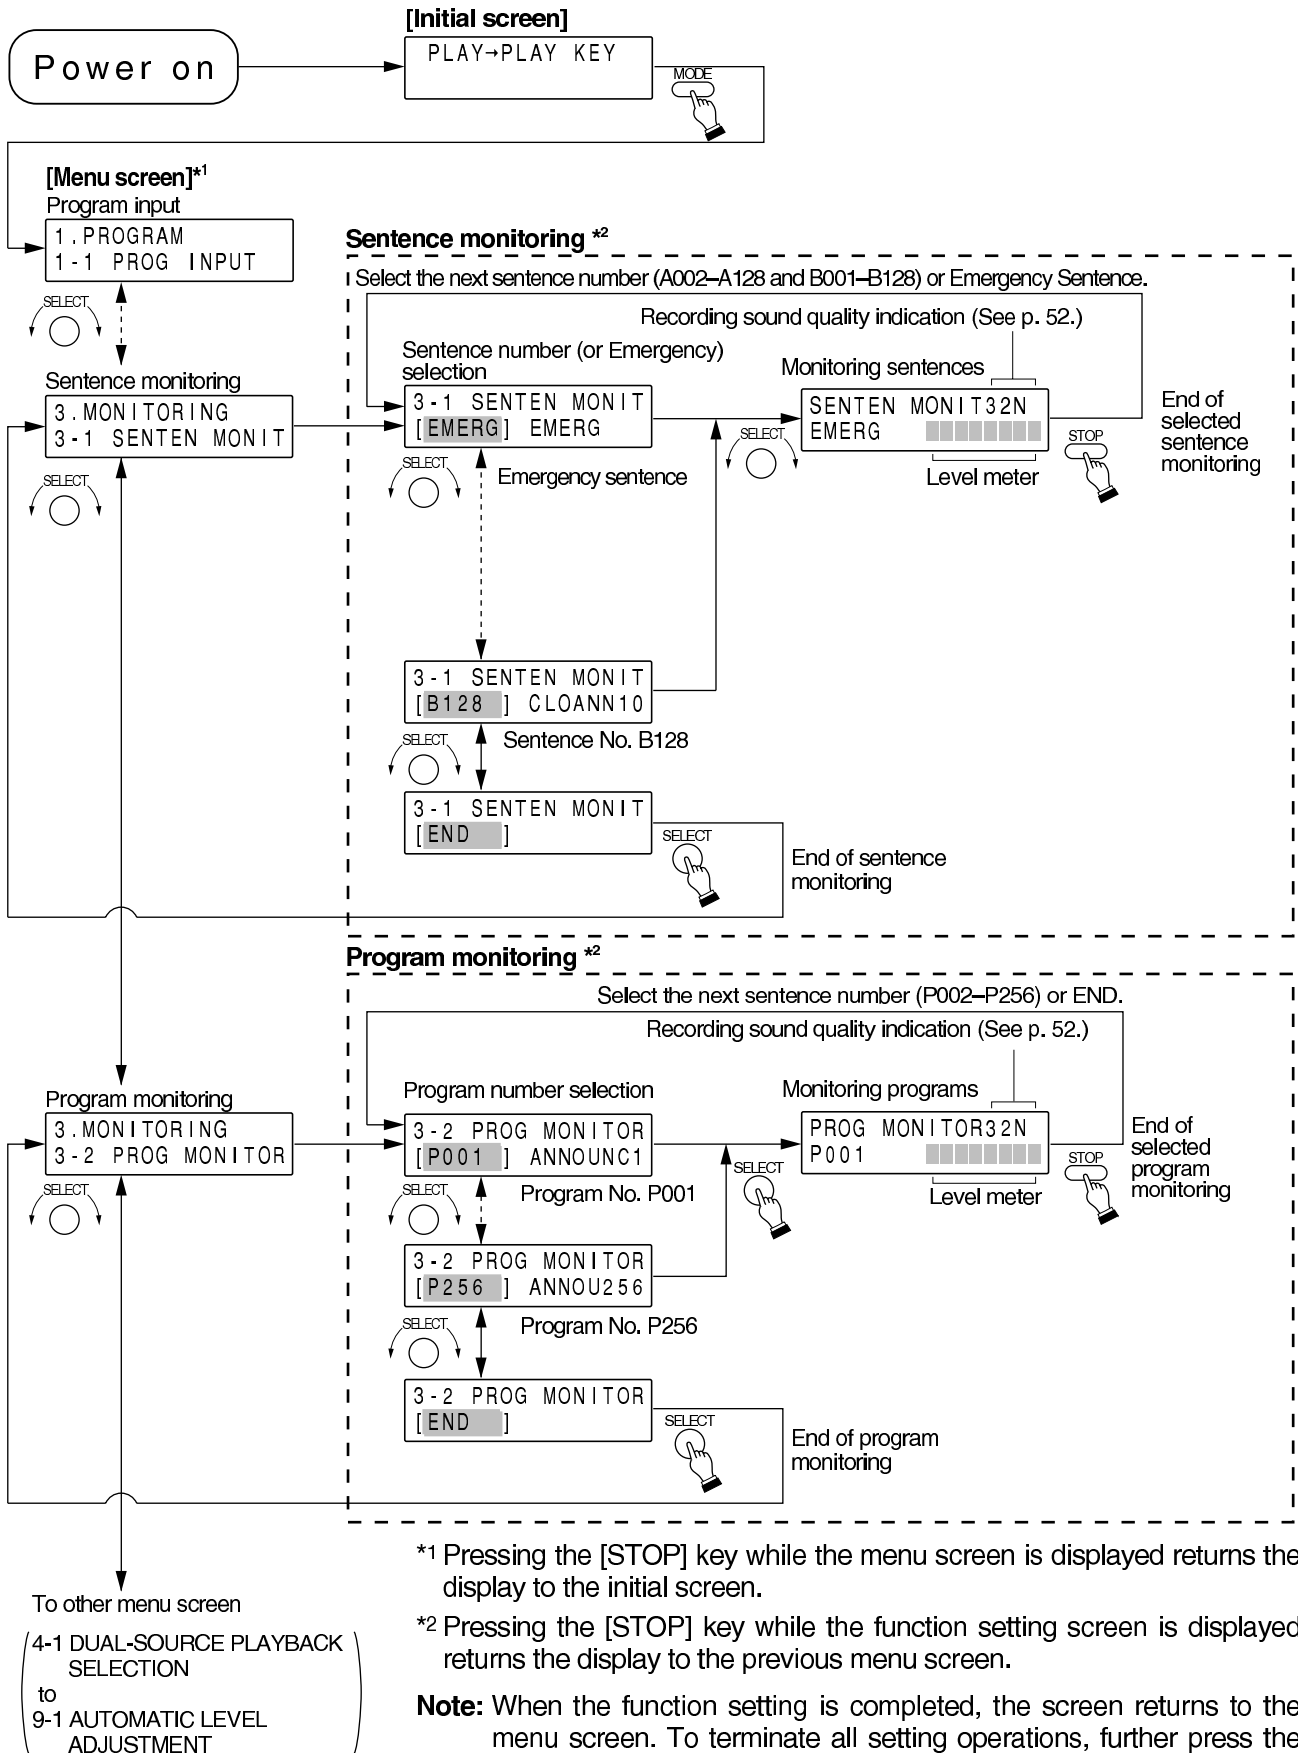 [Initial screen]
Power on
PLAY→PLAY KEY
MODE
[Menu screen]*1
Program input
1.PROGRAM
1-1 PROG INPUT
SELECT
Sentence monitoring
3.MONITORING
3-1 SENTEN MONIT
SELECT
Sentence monitoring *2
Select the next sentence number (A002–A128 and B001–B128) or Emergency Sentence.
Recording sound quality indication (See p. 52.)
Sentence number (or Emergency)
selection
3-1 SENTEN MONIT
[EMERG] EMERG
SELECT
Emergency sentence
Monitoring sentences
SENTEN MONIT32N
EMERG
Level meter
SELECT
STOP
End of
selected
sentence
monitoring
3-1 SENTEN MONIT
[B128 ] CLOANN10
SELECT
Sentence No. B128
3-1 SENTEN MONIT
[END ]
SELECT
End of sentence
monitoring
Program monitoring *2
Select the next sentence number (P002–P256) or END.
Recording sound quality indication (See p. 52.)
Program monitoring
3.MONITORING
3-2 PROG MONITOR
SELECT
Program number selection
3-2 PROG MONITOR
[P001 ] ANNOUNC1
SELECT
Program No. P001
Monitoring programs
PROG MONITOR32N
P001
Level meter
SELECT
STOP
End of
selected
program
monitoring
3-2 PROG MONITOR
[P256 ] ANNOU256
SELECT
Program No. P256
3-2 PROG MONITOR
[END ]
SELECT
End of program
monitoring
To other menu screen
4-1 DUAL-SOURCE PLAYBACK
SELECTION
to
9-1 AUTOMATIC LEVEL
ADJUSTMENT
*1 Pressing the [STOP] key while the menu screen is displayed returns the
display to the initial screen.
*2 Pressing the [STOP] key while the function setting screen is displayed
returns the display to the previous menu screen.
Note: When the function setting is completed, the screen returns to the
menu screen. To terminate all setting operations, further press the